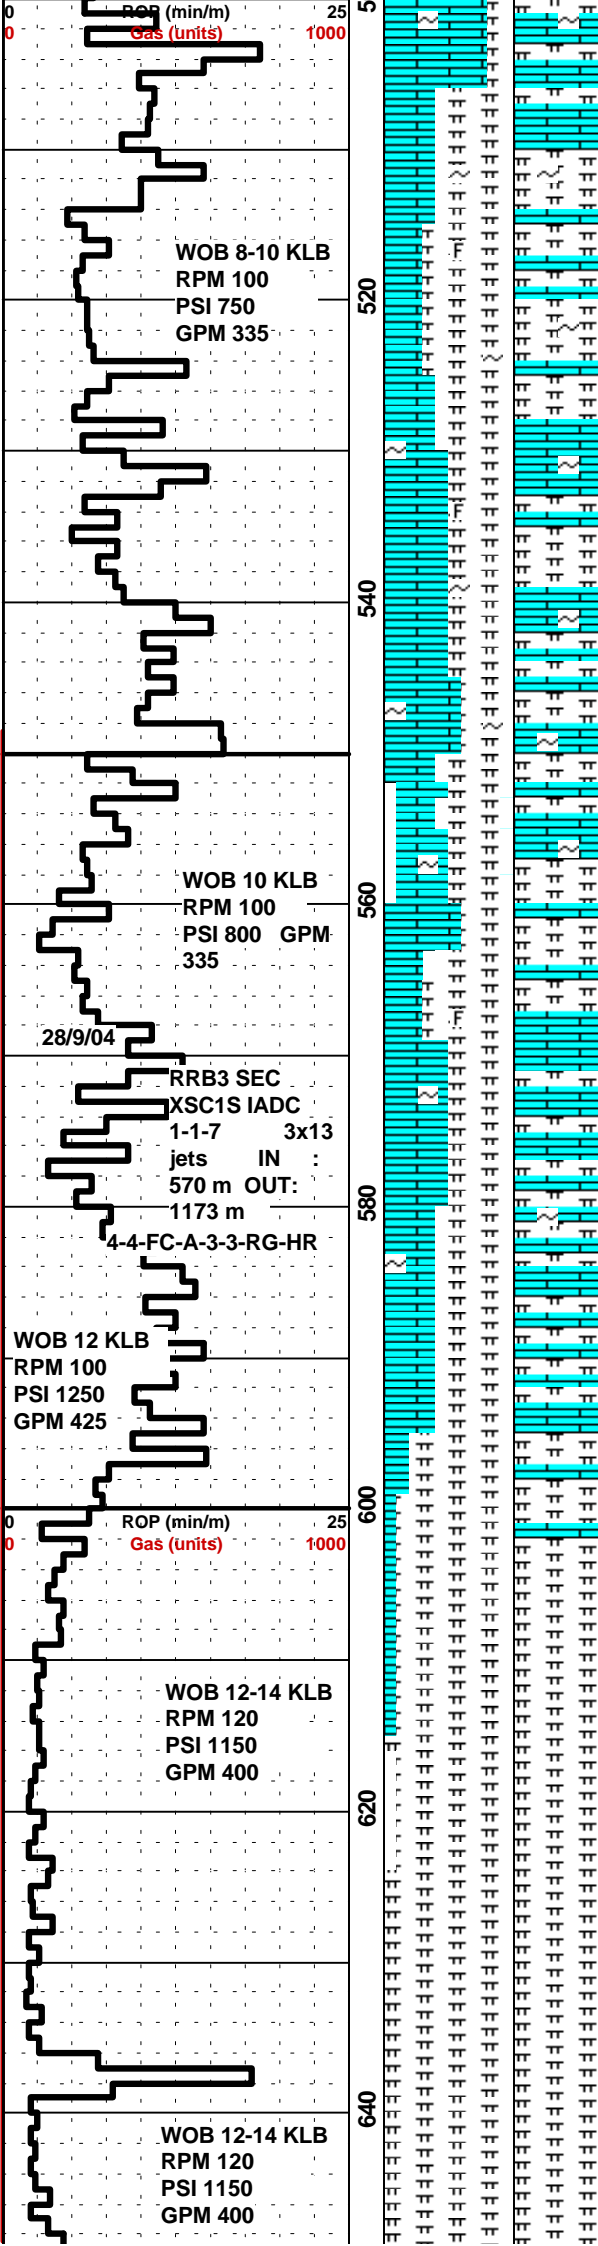 ROP (min/m) 25
0 Gas (units) 1000
WOB 8-10 KLB
RPM 100
PSI 750
GPM 335
520
F
F
540
WOB 10 KLB
RPM 100
PSI 800 GPM
335
560
F
28/9/04
RRB3 SEC
XSC1S IADC
1-1-7 3x13
jets IN :
570 m OUT:
1173 m
580
4-4-FC-A-3-3-RG-HR
WOB 12 KLB
RPM 100
PSI 1250
GPM 425
600
0 ROP (min/m) 25
0 Gas (units) 1000
WOB 12-14 KLB
RPM 120
PSI 1150
GPM 400
620
640
WOB 12-14 KLB
RPM 120
PSI 1150
GPM 400